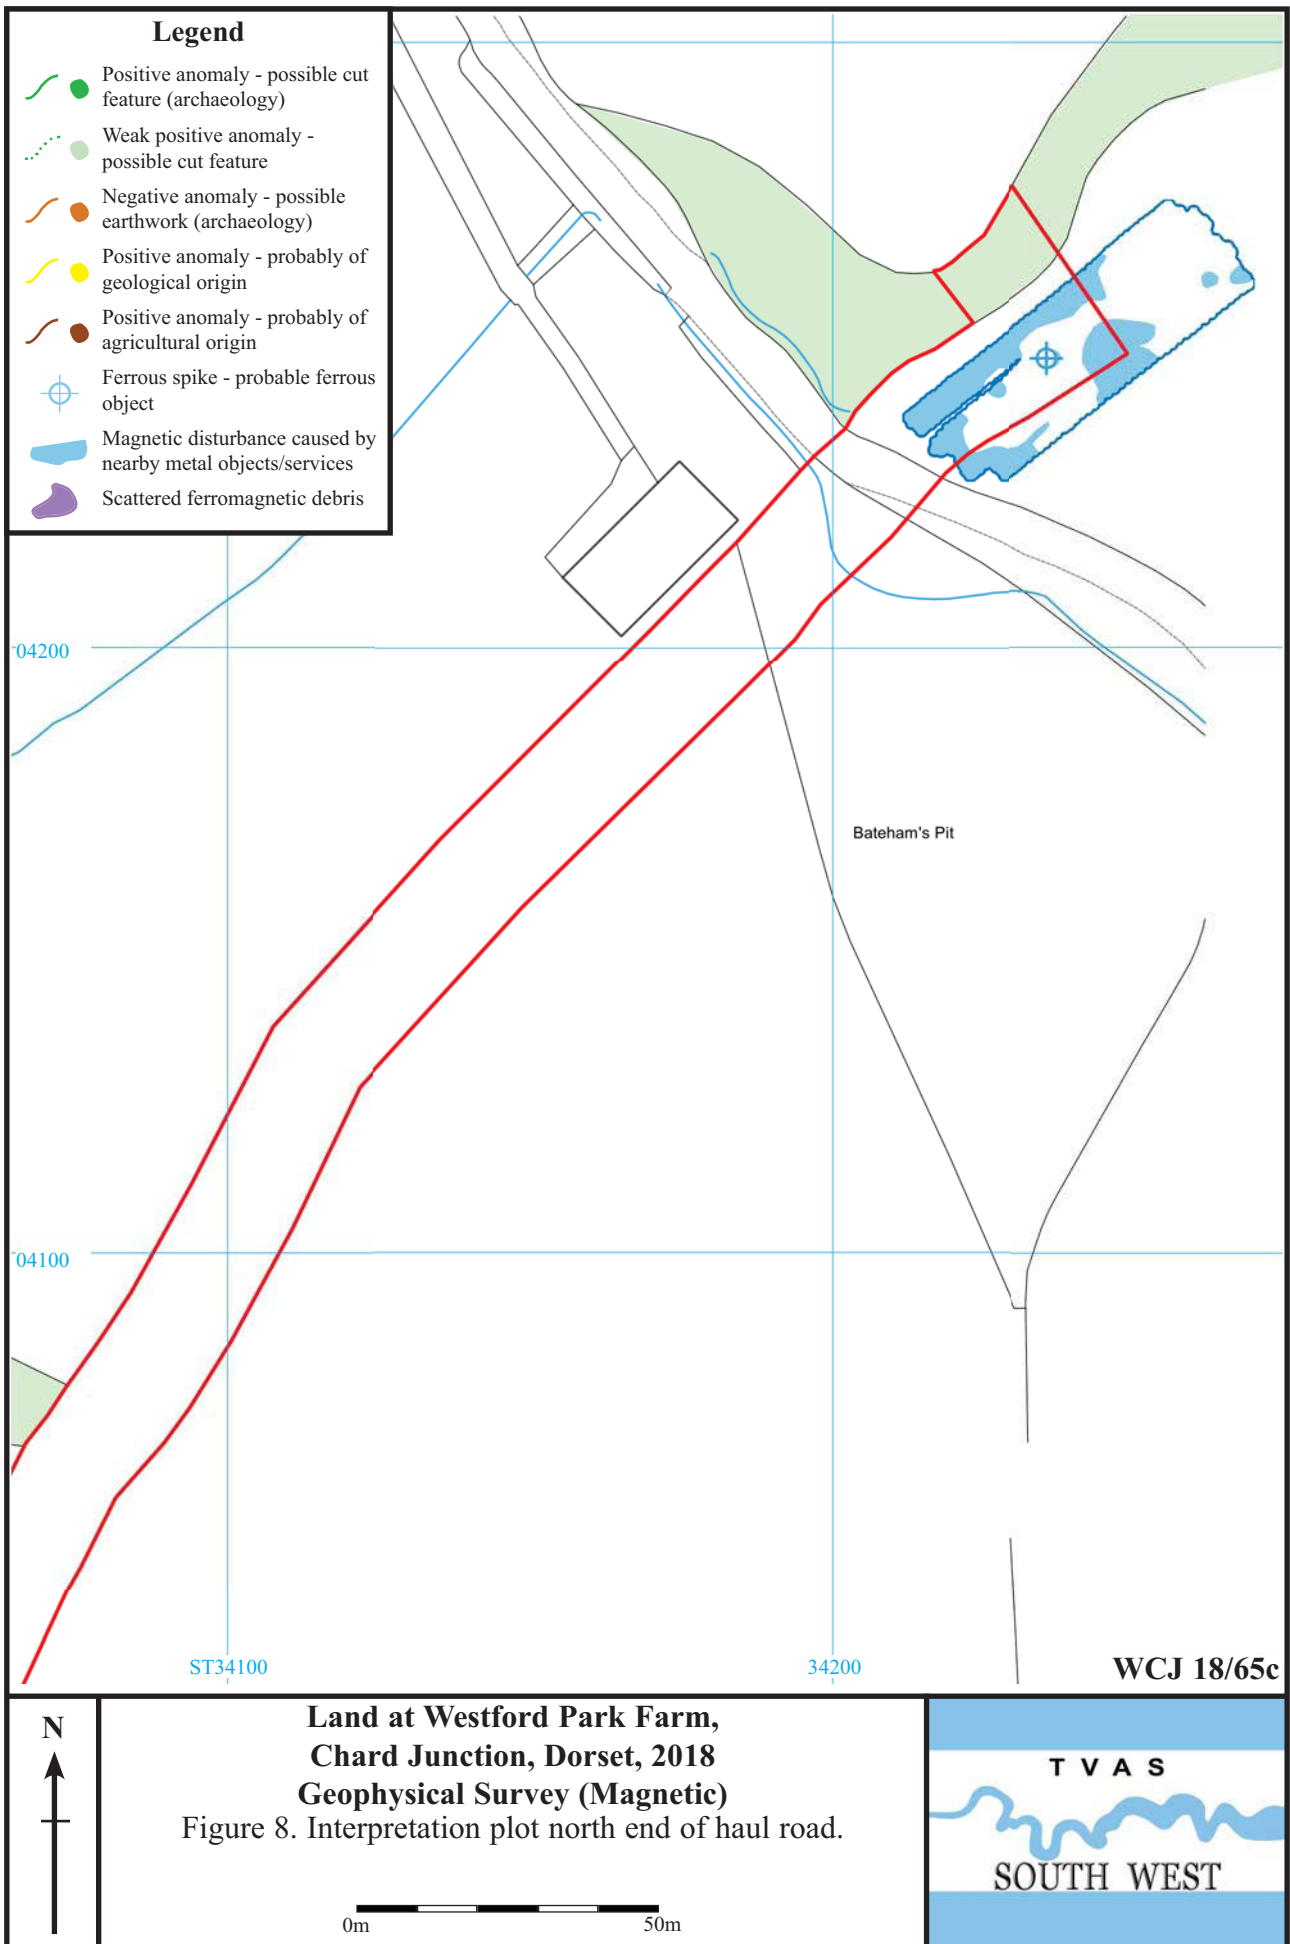 Legend
Positive anomaly - possible cut
feature (archaeology)
Weak positive anomaly -
possible cut feature
Negative anomaly - possible
earthwork (archaeology)
Positive anomaly - probably of
geological origin
Positive anomaly - probably of
agricultural origin
Ferrous spike - probable ferrous
object
Magnetic disturbance caused by
nearby metal objects/services
Scattered ferromagnetic debris
04200
Bateham's Pit
04100
ST34100
34200
WCJ 18/65c
N
Land at Westford Park Farm,
Chard Junction, Dorset, 2018
Geophysical Survey (Magnetic)
Figure 8. Interpretation plot north end of haul road.
0m
50m
TVAS
SOUTH WEST